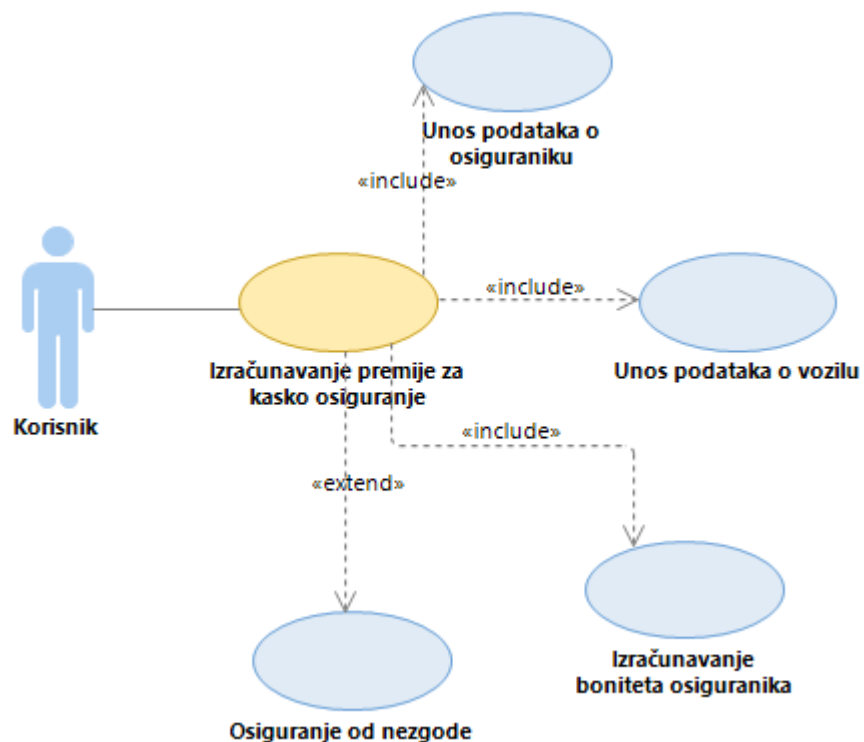 Unos podataka o
osiguraniku
«include»
«include»
Izračunavanje premije za
kasko osiguranje
Unos podataka o vozilu
Korisnik
«include»
«extend»
Izračunavanje
boniteta osiguranika
Osiguranje od nezgode